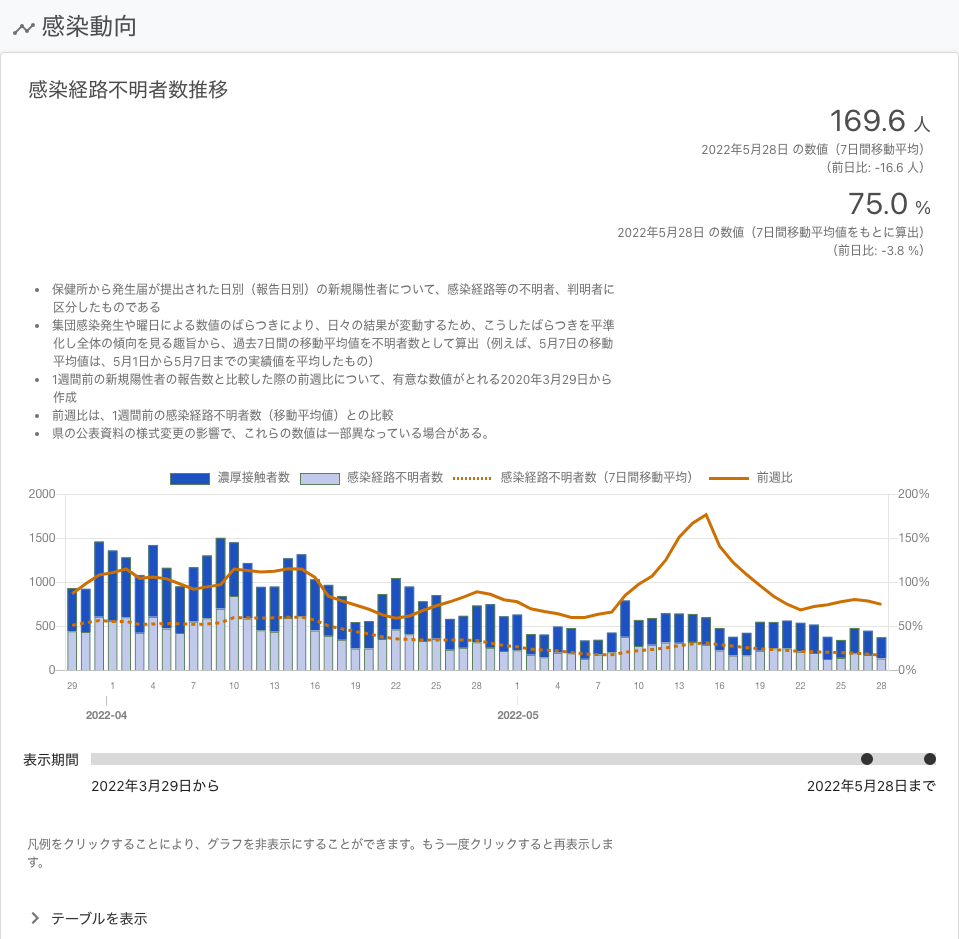 感染動向
感染経路不明者数推移
169.6 人
2022年5月28日 の数値（7日間移動平均）
（前日比: -16.6 人）
75.0 %
2022年5月28日 の数値（7日間移動平均値をもとに算出）
（前日比: -3.8 %）
• 保健所から発生届が提出された日別（報告日別）の新規陽性者について、感染経路等の不明者、判明者に
区分したものである
• 集団感染発生や曜日による数値のばらつきにより、日々の結果が変動するため、こうしたばらつきを平準
化し全体の傾向を見る趣旨から、過去7日間の移動平均値を不明者数として算出（例えば、5月7日の移動
平均値は、5月1日から5月7日までの実績値を平均したもの）
• 1週間前の新規陽性者の報告数と比較した際の前週比について、有意な数値がとれる2020年3月29日から
作成
• 前週比は、1週間前の感染経路不明者数（移動平均値）との比較
• 県の公表資料の様式変更の影響で、これらの数値は一部異なっている場合がある。
濃厚接触者数 感染経路不明者数 感染経路不明者数（7日間移動平均） 前週比
2000 200%
1500 150%
1000 100%
500 50%
0 0%
29 1 4 7 10 13 16 19 22 25 28 1 4 7 10 13 16 19 22 25 28
2022-04 2022-05
表示期間
2022年3月29日から 2022年5月28日まで
凡例をクリックすることにより、グラフを非表示にすることができます。もう一度クリックすると再表示しま
す。
テーブルを表示